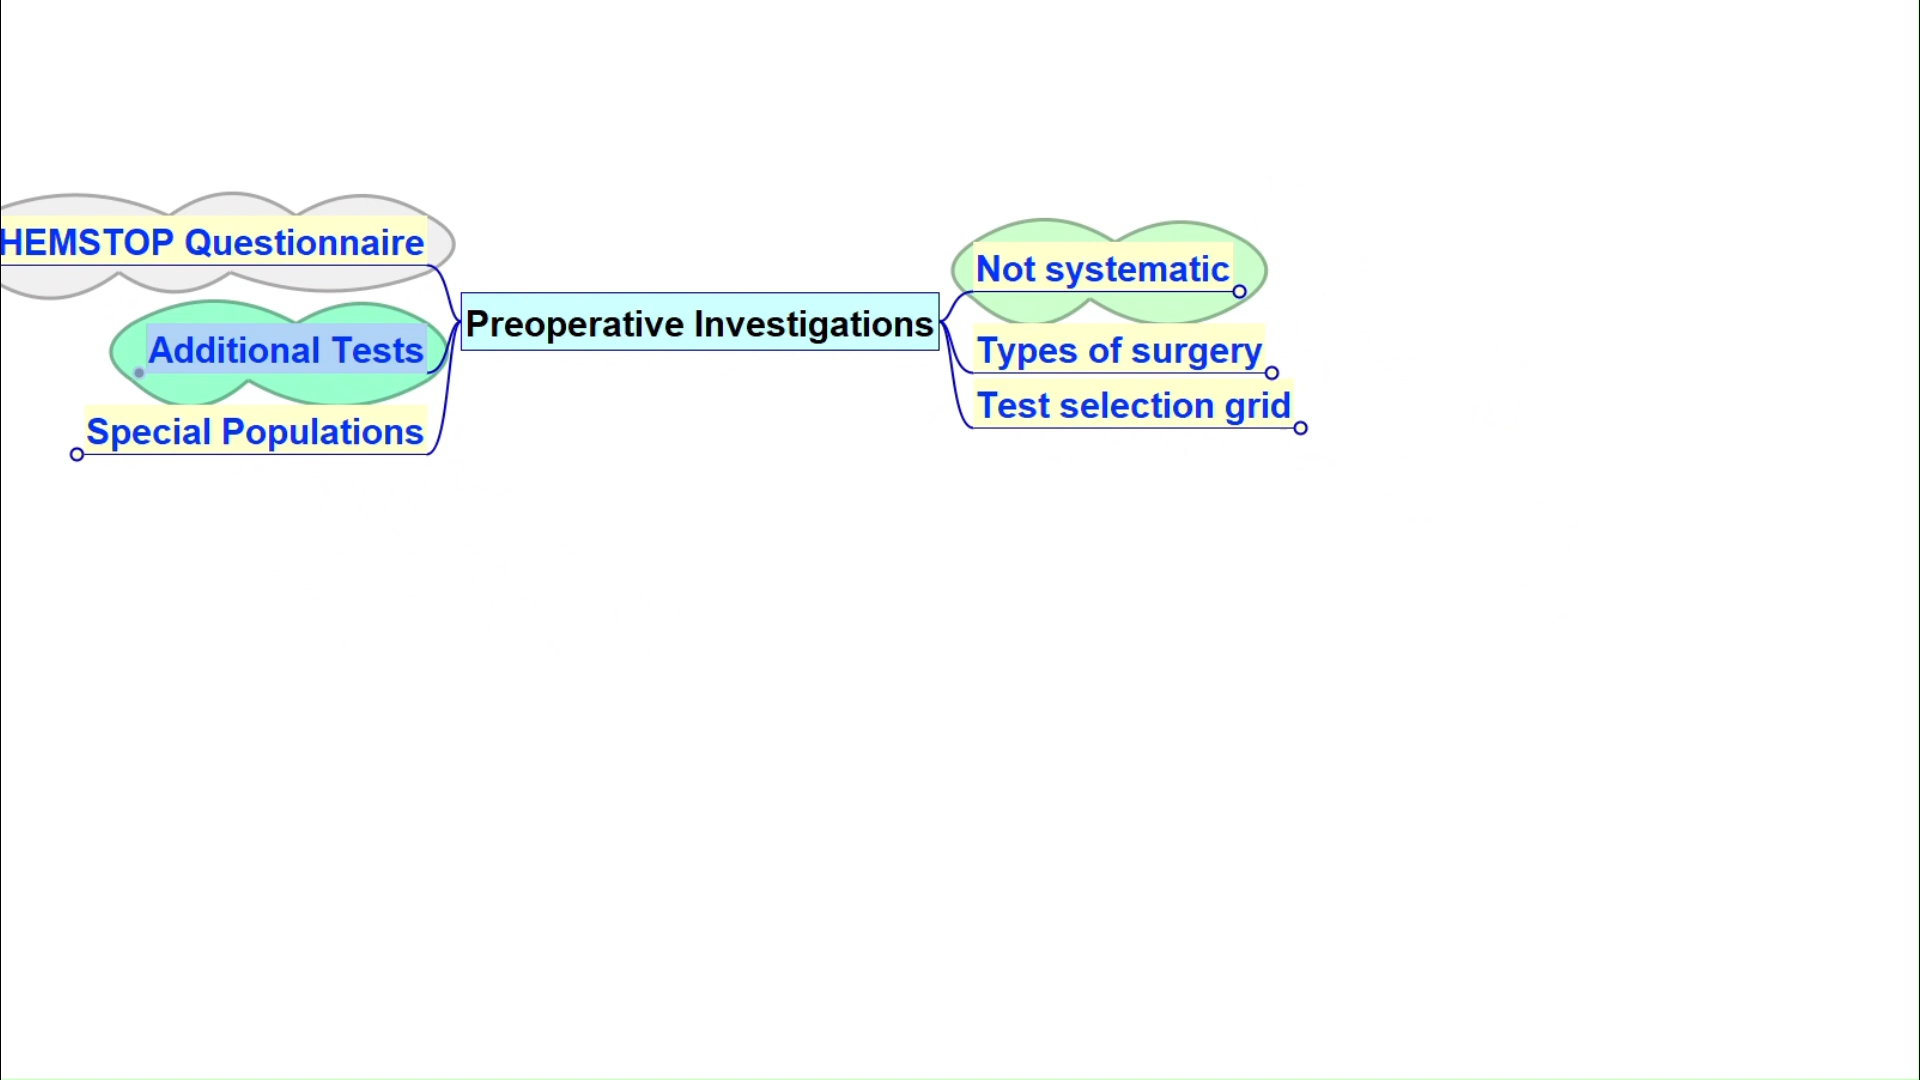 HEMSTOP Questionnaire
Additional Tests
Special Populations
Preoperative Investigations
Not systematic
Types of surgery
Test selection grid